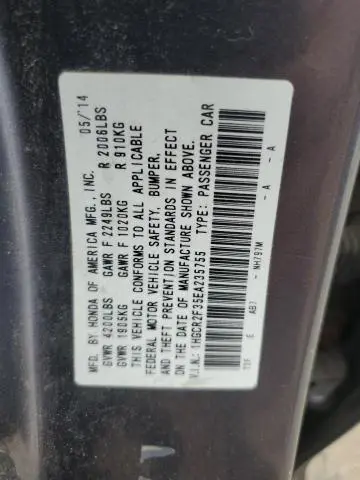 MFD. BY HONDA OF AMERICA MFG., INC. 05/'14
GVWR 4200LBS GAWR F 2249LBS R 2006LBS
GVWR 1905KG GAWR F 1020KG R 910KG
THIS VEHICLE CONFORMS TO ALL APPLICABLE
FEDERAL MOTOR VEHICLE SAFETY, BUMPER,
AND THEFT PREVENTION STANDARDS IN EFFECT
ON THE DATE OF MANUFACTURE SHOWN ABOVE.
V.I.N.: 1HGCR2F35EA235755 TYPE: PASSENGER CAR
E - NH797M - A - A